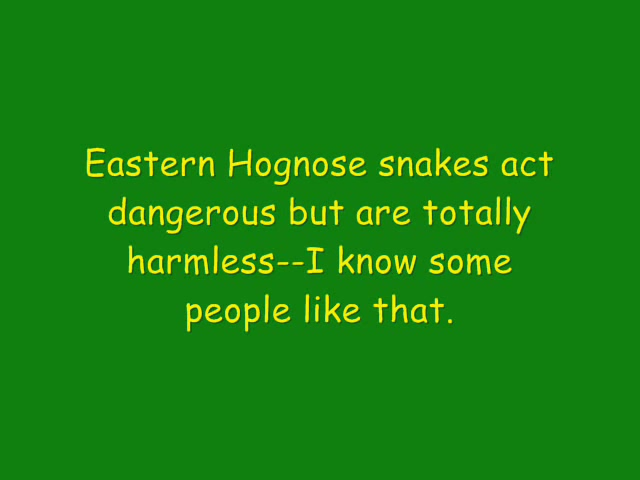 Eastern Hognose snakes act
dangerous but are totally
harmless--I know some
people like that.